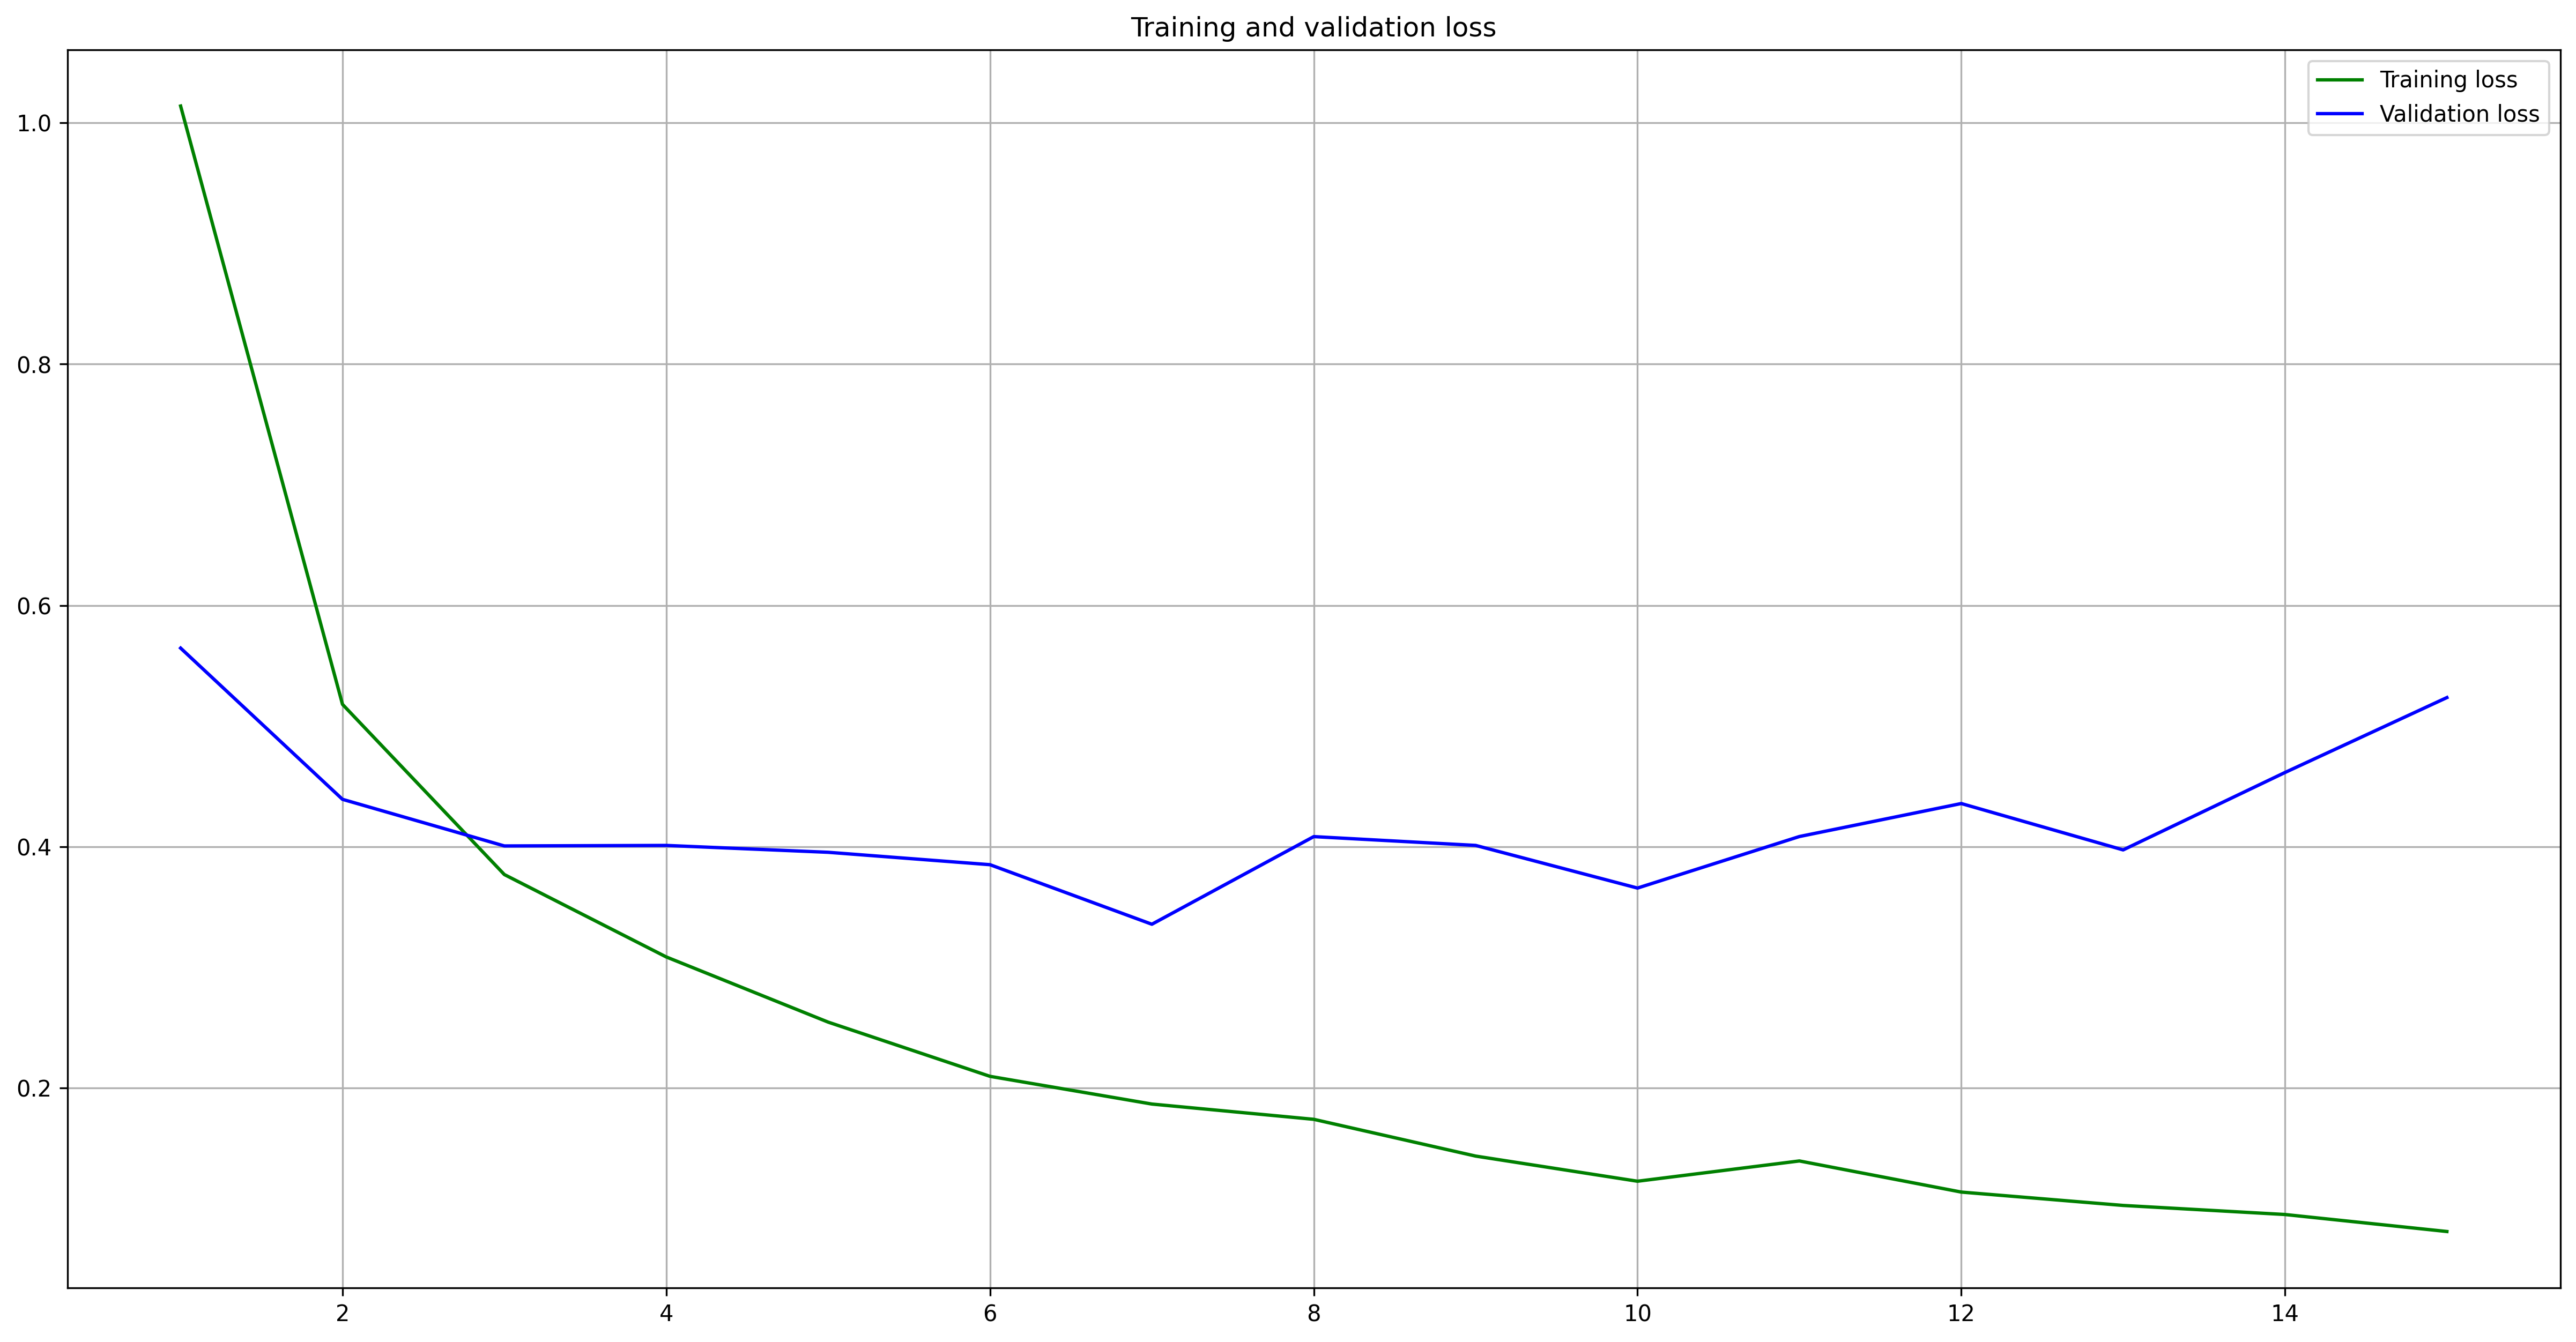 Training and validation loss
Training loss
Validation loss
1.0
0.8
0.6
0.4
0.2
2 4 6 8 10 12 14